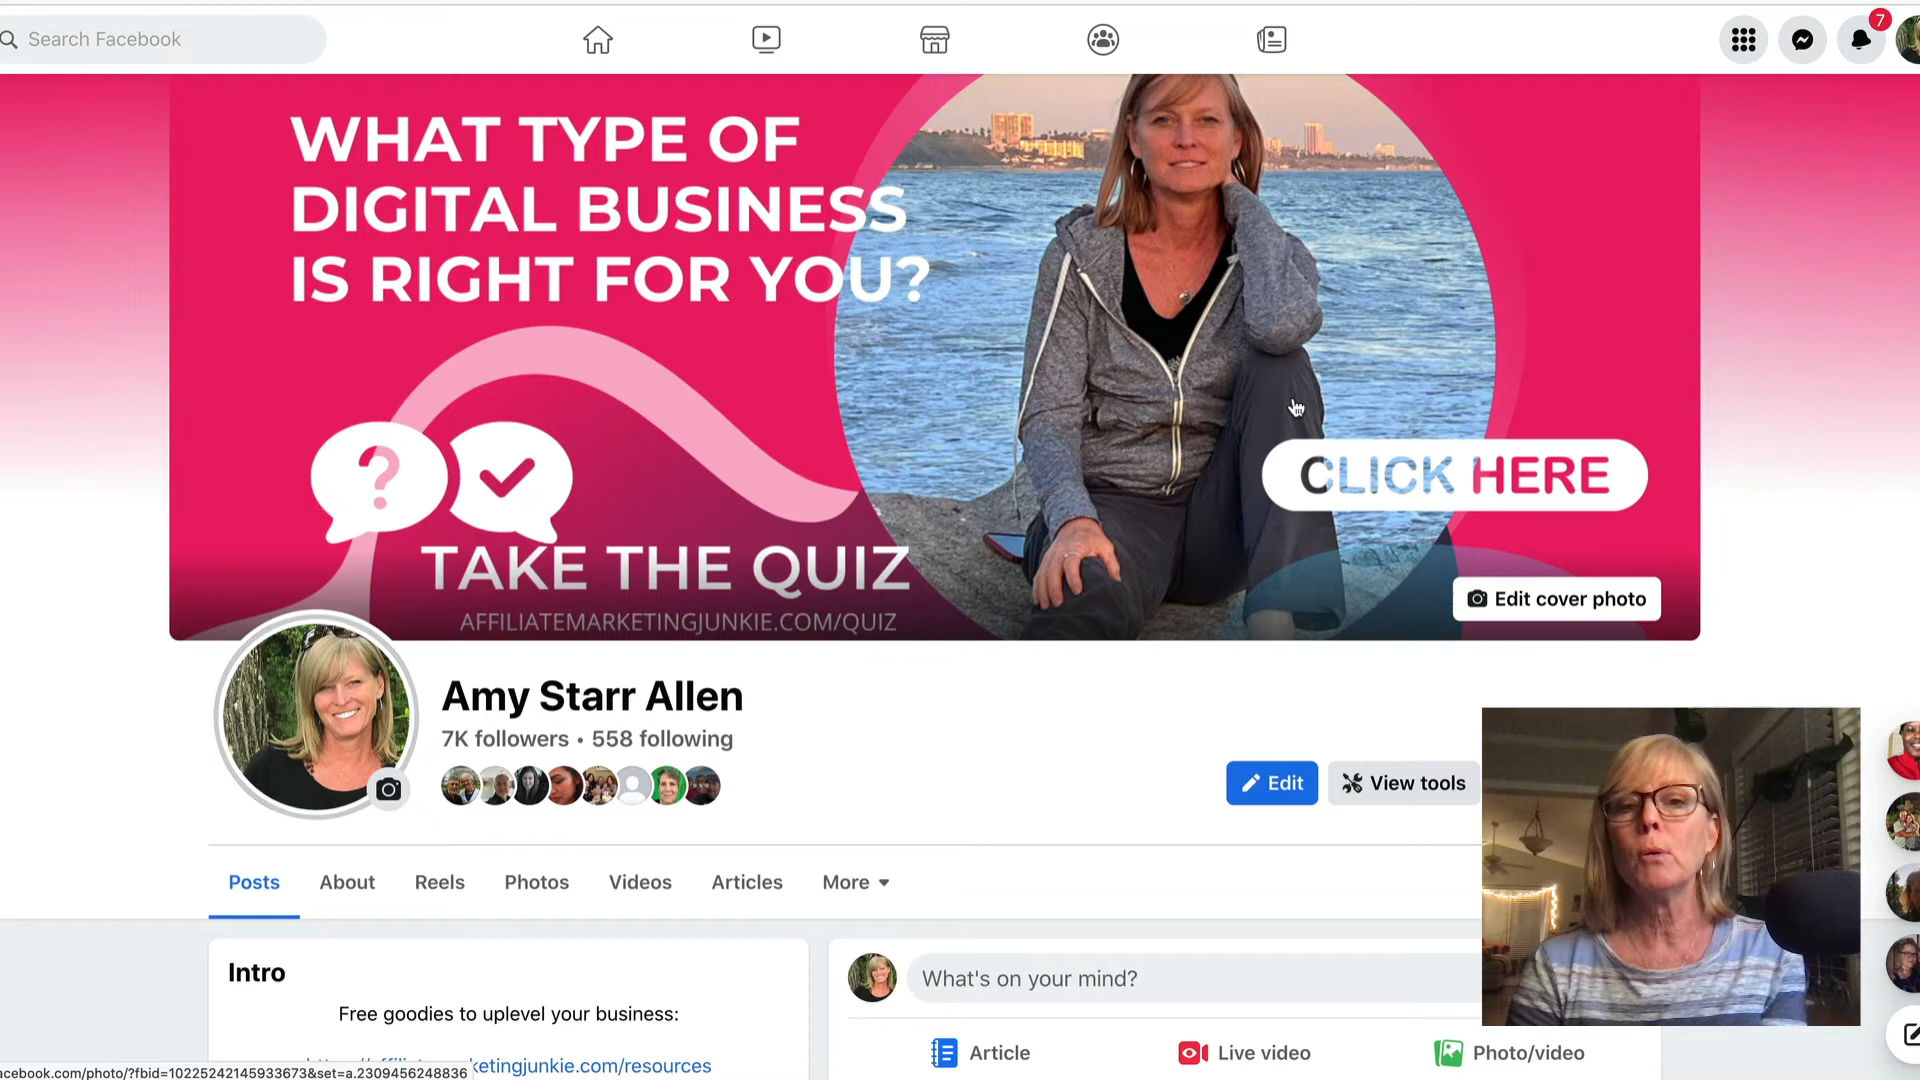 Search Facebook
7
WHAT TYPE OF
DIGITAL BUSINESS
IS RIGHT FOR YOU?
?
CLICK HERE
TAKE THE QUIZ
AFFILIATEMARKETINGJUNKIE.COM/QUIZ
Edit cover photo
Amy Starr Allen
7K followers • 558 following
Edit
View tools
Posts
About
Reels
Photos
Videos
Articles
More
Intro
What's on your mind?
Free goodies to uplevel your business:
Article
Live video
Photo/video
ketingjunkie.com/resources
acebook.com/photo/?fbid=10225242145933673&set=a.2309456248836